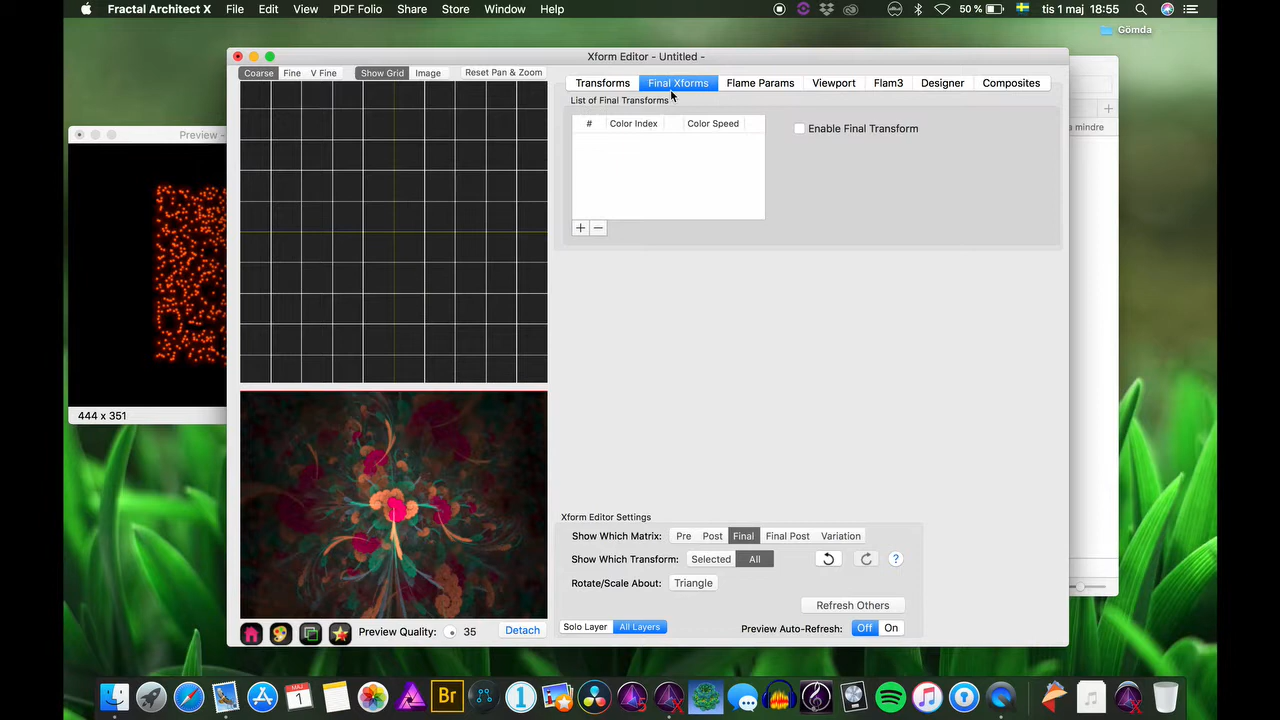 Fractal Architect X File Edit View PDF Folio Share Store Window Help 50 % tis 1 maj 18:55
Gömda
Xform Editor - Untitled -
Coarse Fine V Fine Show Grid Image Reset Pan & Zoom
Transforms Final Xforms Flame Params Viewport Flam3 Designer Composites
List of Final Transforms
# Color Index Color Speed
Enable Final Transform
Preview -
a mindre
+ −
444 x 351
Xform Editor Settings
Show Which Matrix: Pre Post Final Final Post Variation
Show Which Transform: Selected All ?
Rotate/Scale About: Triangle
Refresh Others
Solo Layer All Layers Preview Auto-Refresh: Off On
Preview Quality: 35 Detach
MAJ
1
Br
1
5
X
X